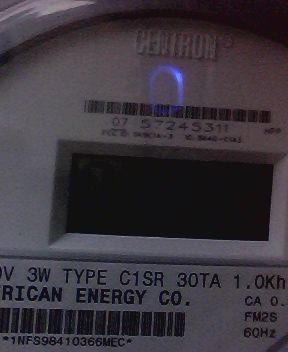 CENTRON
07 57245311
0V 3W TYPE C1SR 30TA 1.0Kh
RICAN ENERGY CO.
CA 0.
FM2S
60Hz
*1NFS98410366MEC*